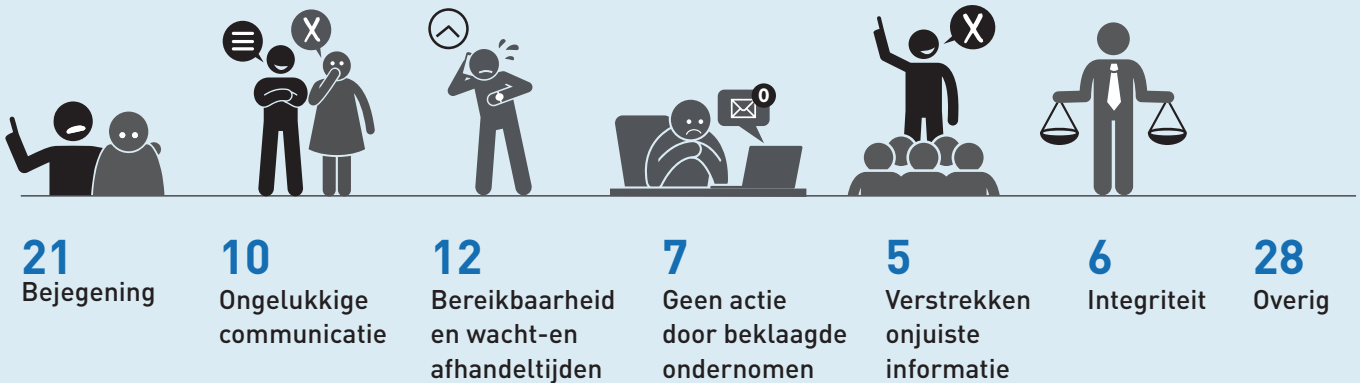 X
X
0
21
Bejegening
10
Ongelukkige
communicatie
12
Bereikbaarheid
en wacht-en
afhandeltijden
7
Geen actie
door beklaagde
ondernomen
5
Verstrekken
onjuiste
informatie
6
Integriteit
28
Overig